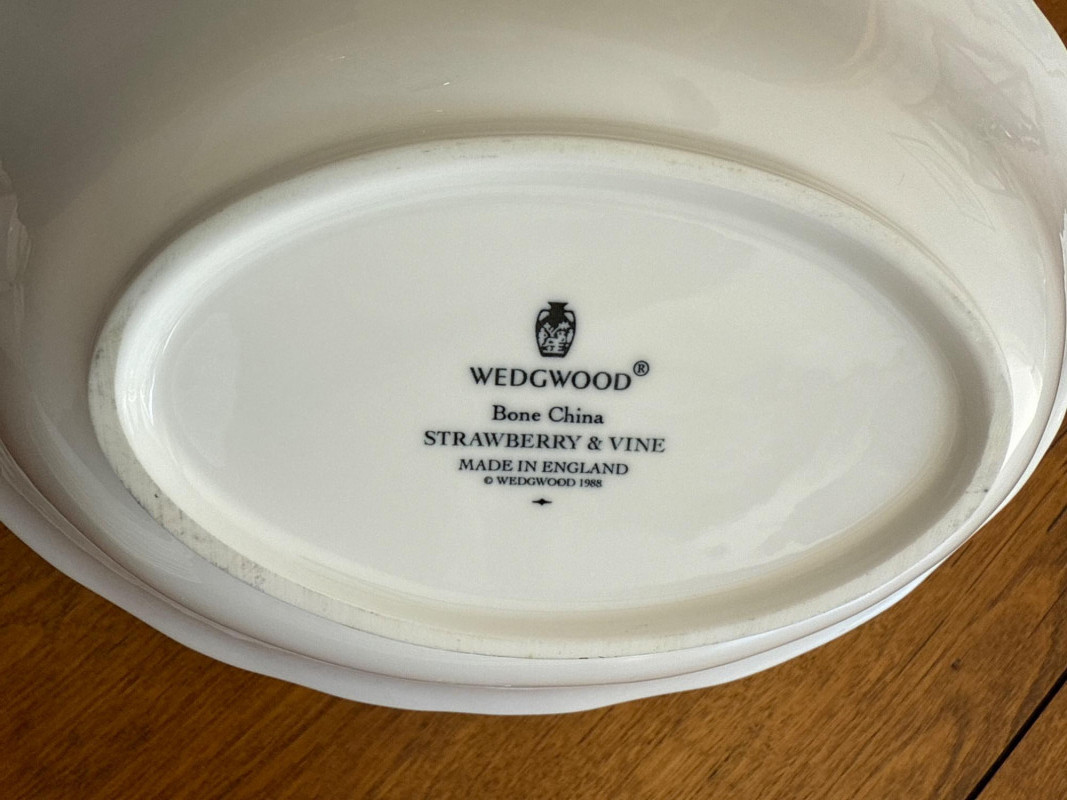 WEDGWOOD®
Bone China
STRAWBERRY & VINE
MADE IN ENGLAND
© WEDGWOOD 1988